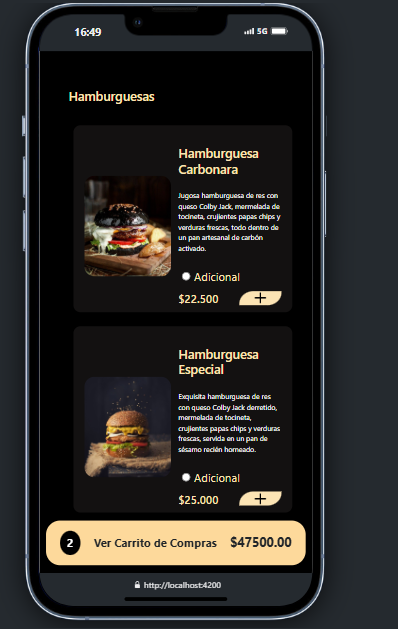 16:49
5G
Hamburguesas
Hamburguesa
Carbonara
Jugosa hamburguesa de res con
queso Colby Jack, mermelada de
tocineta, crujientes papas chips y
verduras frescas, todo dentro de
un pan artesanal de carbón
activado.
Adicional
$22.500
Hamburguesa
Especial
Exquisita hamburguesa de res
con queso Colby Jack derretido,
mermelada de tocineta,
crujientes papas chips y verduras
frescas, servida en un pan de
sésamo recién horneado.
Adicional
$25.000
2 Ver Carrito de Compras $47500.00
http://localhost:4200